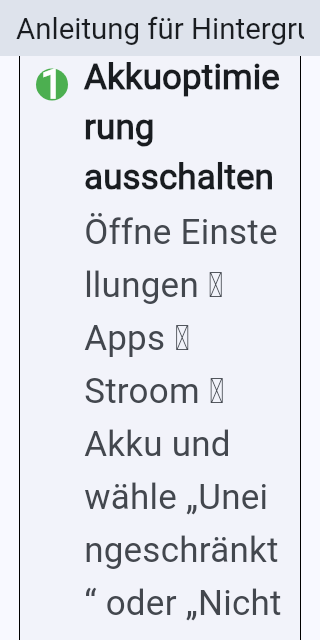 Anleitung für Hintergru
1 Akkuoptimie
rung
ausschalten
Öffne Einste
llungen
Apps
Stroom
Akku und
wähle „Unei
ngeschränkt
“ oder „Nicht